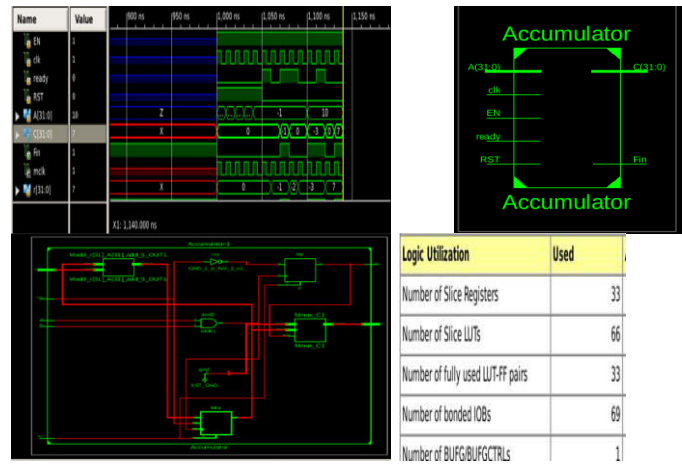 Name Value 900 ns 950 ns 1,000 ns 1,050 ns 1,100 ns 1,150 ns
EN 1
clk 1
ready 0
RST 0
A[31:0] 10 Z -1 10
C[31:0] 7 X 0 -1 0 -3 0 7
Fin 1
mclk 1
r[31:0] 7 X 0 -1 -2 -3 7
X1: 1,140.000 ns
Accumulator
A(31:0) C(31:0)
clk
EN
ready
RST Fin
Accumulator
Accumulator:1
Mmux_C1
Mmux_C1
Accumulator
Logic Utilization Used
Number of Slice Registers 33
Number of Slice LUTs 66
Number of fully used LUT-FF pairs 33
Number of bonded IOBs 69
Number of BUFG/BUFGCTRLs 1